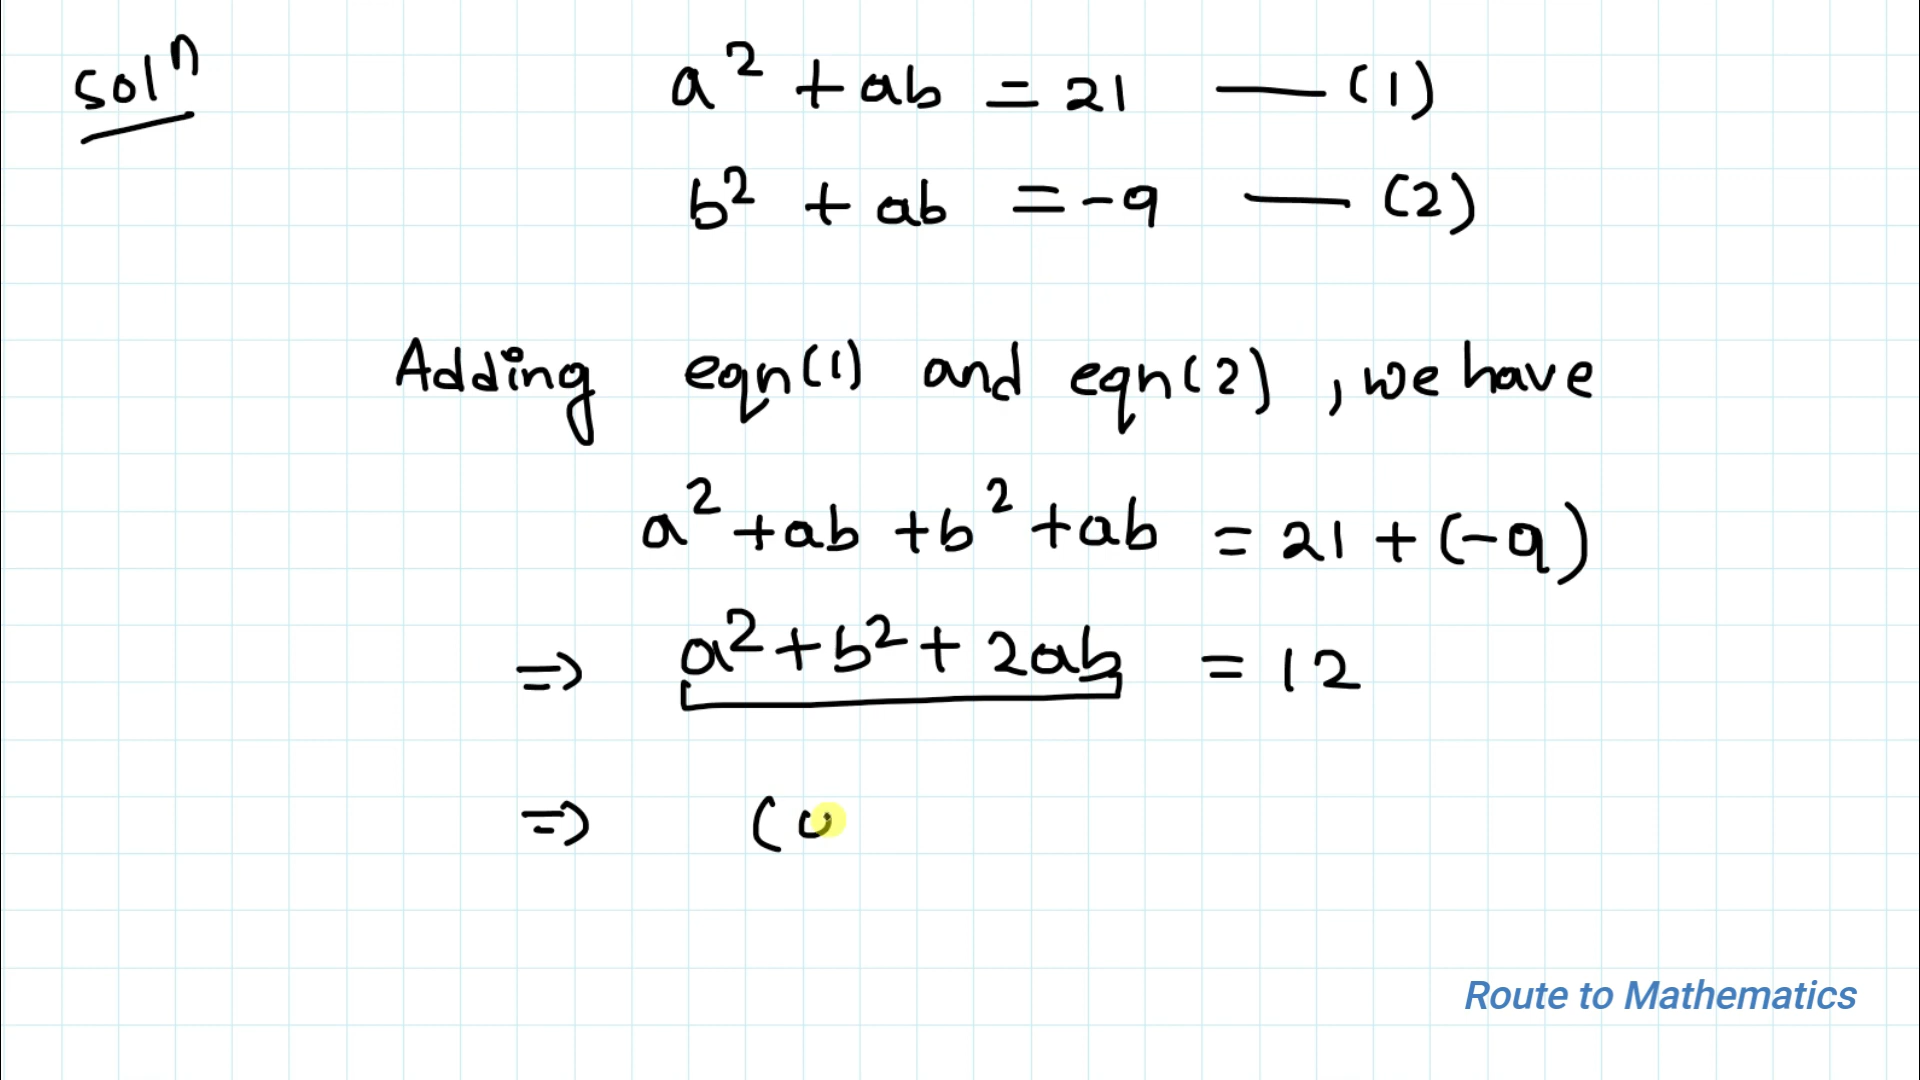 solⁿ
a² + ab = 21 — (1)
b² + ab = -9 — (2)
Adding eqn(1) and eqn(2), we have
a² + ab + b² + ab = 21 + (-9)
⇒ a² + b² + 2ab = 12
⇒ (a
Route to Mathematics